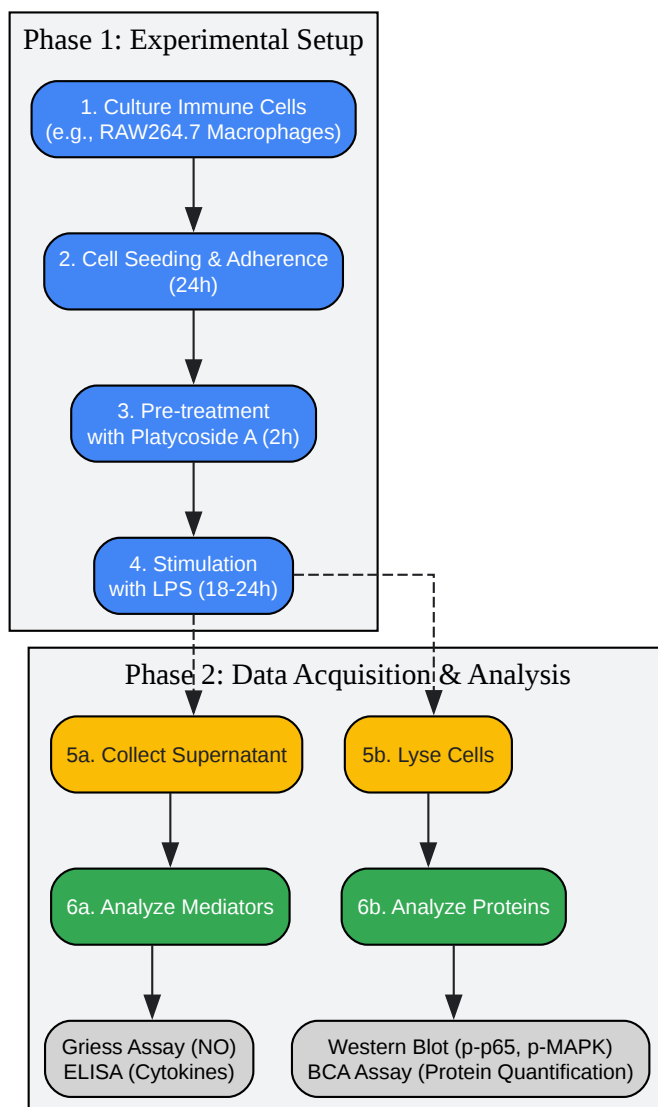 Phase 1: Experimental Setup
1. Culture Immune Cells
(e.g., RAW264.7 Macrophages)
2. Cell Seeding & Adherence
(24h)
3. Pre-treatment
with Platycoside A (2h)
4. Stimulation
with LPS (18-24h)
Phase 2: Data Acquisition & Analysis
5a. Collect Supernatant
5b. Lyse Cells
6a. Analyze Mediators
6b. Analyze Proteins
Griess Assay (NO)
ELISA (Cytokines)
Western Blot (p-p65, p-MAPK)
BCA Assay (Protein Quantification)